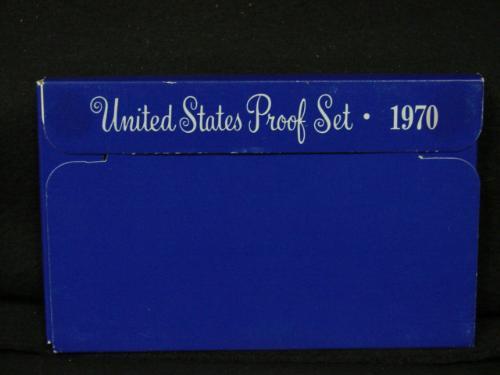 United States Proof Set • 1970